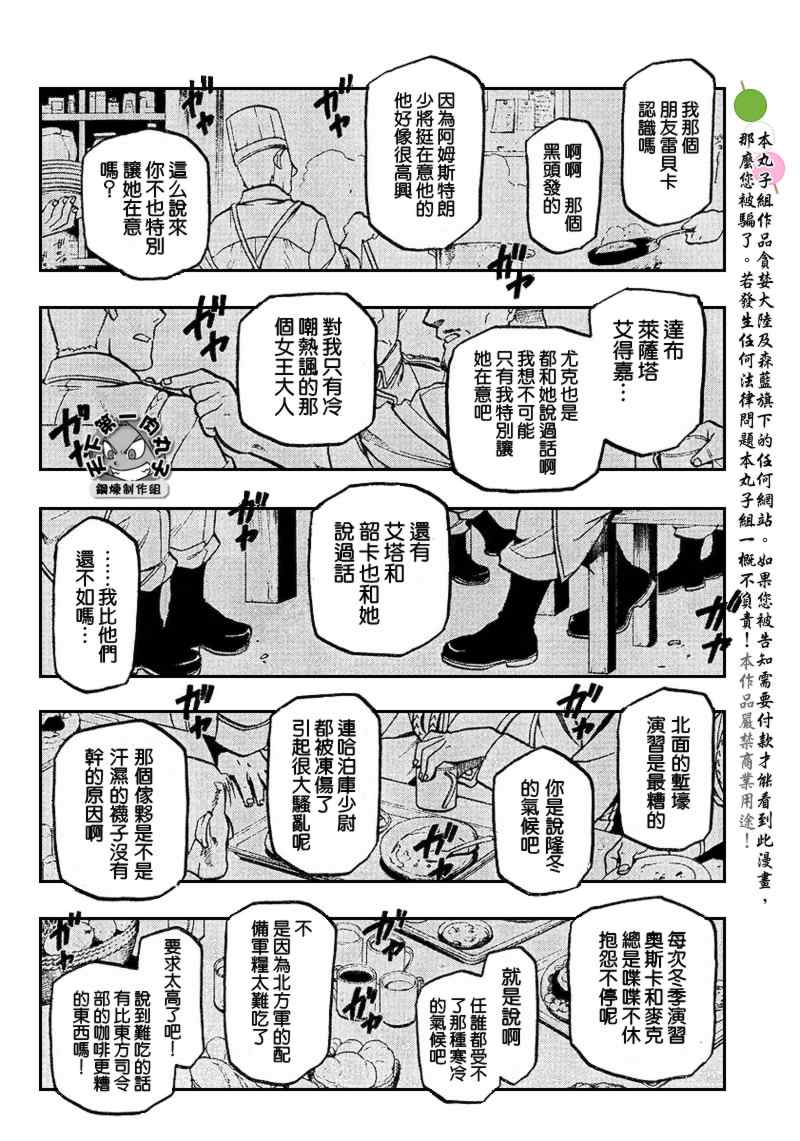 我那個
朋友雷貝卡
認識嗎
啊啊　那個
黑頭發的
因為阿姆斯特朗
少將挺在意他的
他好像很高興
這么說來
你不也特別
讓她在意
嗎？
ガヤ
ガヤ
ガヤ
達布
萊薩塔
艾得嘉…
尤克也是
都和她說過話啊
我想不可能
只有我特別讓
她在意吧
對我只有冷
嘲熱諷的那
個女王大人
ガヤ
ガヤ
ガヤ
天下第一肉丸子
鋼煉制作組
還有
艾塔和
韶卡也和她
說過話
……我比他們
還不如嗎…
ガヤ
ガヤ
北面的塹壕
演習是最糟的
你是說隆冬
的氣候吧
連哈泊庫少尉
都被凍傷了
引起很大騷亂呢
那個傢夥是不是
汗濕的襪子沒有
幹的原因啊
ガヤ
ガヤ
每次冬季演習
奧斯卡和麥克
總是喋喋不休
抱怨不停呢
就是說啊
任誰都受不
了那種寒冷
的氣候吧
不
是因為北方軍的配
備軍糧太難吃了
要求太高了吧！
說到難吃的話
有比東方司令
部的咖啡更糟
的東西嗎！
ガヤ
ガヤ
本丸子組作品貪婪大陸及森藍旗下的任何網站。如果您被告知需要付款才能看到此漫畫，
那麼您被騙了。若發生任何法律問題本丸子組一概不負責！本作品嚴禁商業用途！